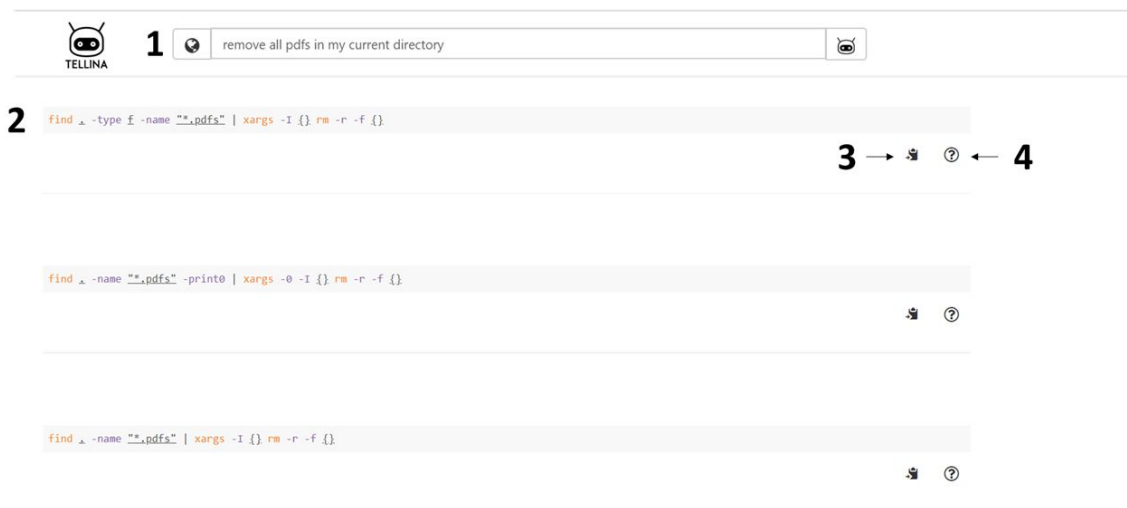 TELLINA
1
remove all pdfs in my current directory
2
find . -type f -name "*.pdfs" | xargs -I {} rm -r -f {}
3
4
find . -name "*.pdfs" -print0 | xargs -0 -I {} rm -r -f {}
find . -name "*.pdfs" | xargs -I {} rm -r -f {}